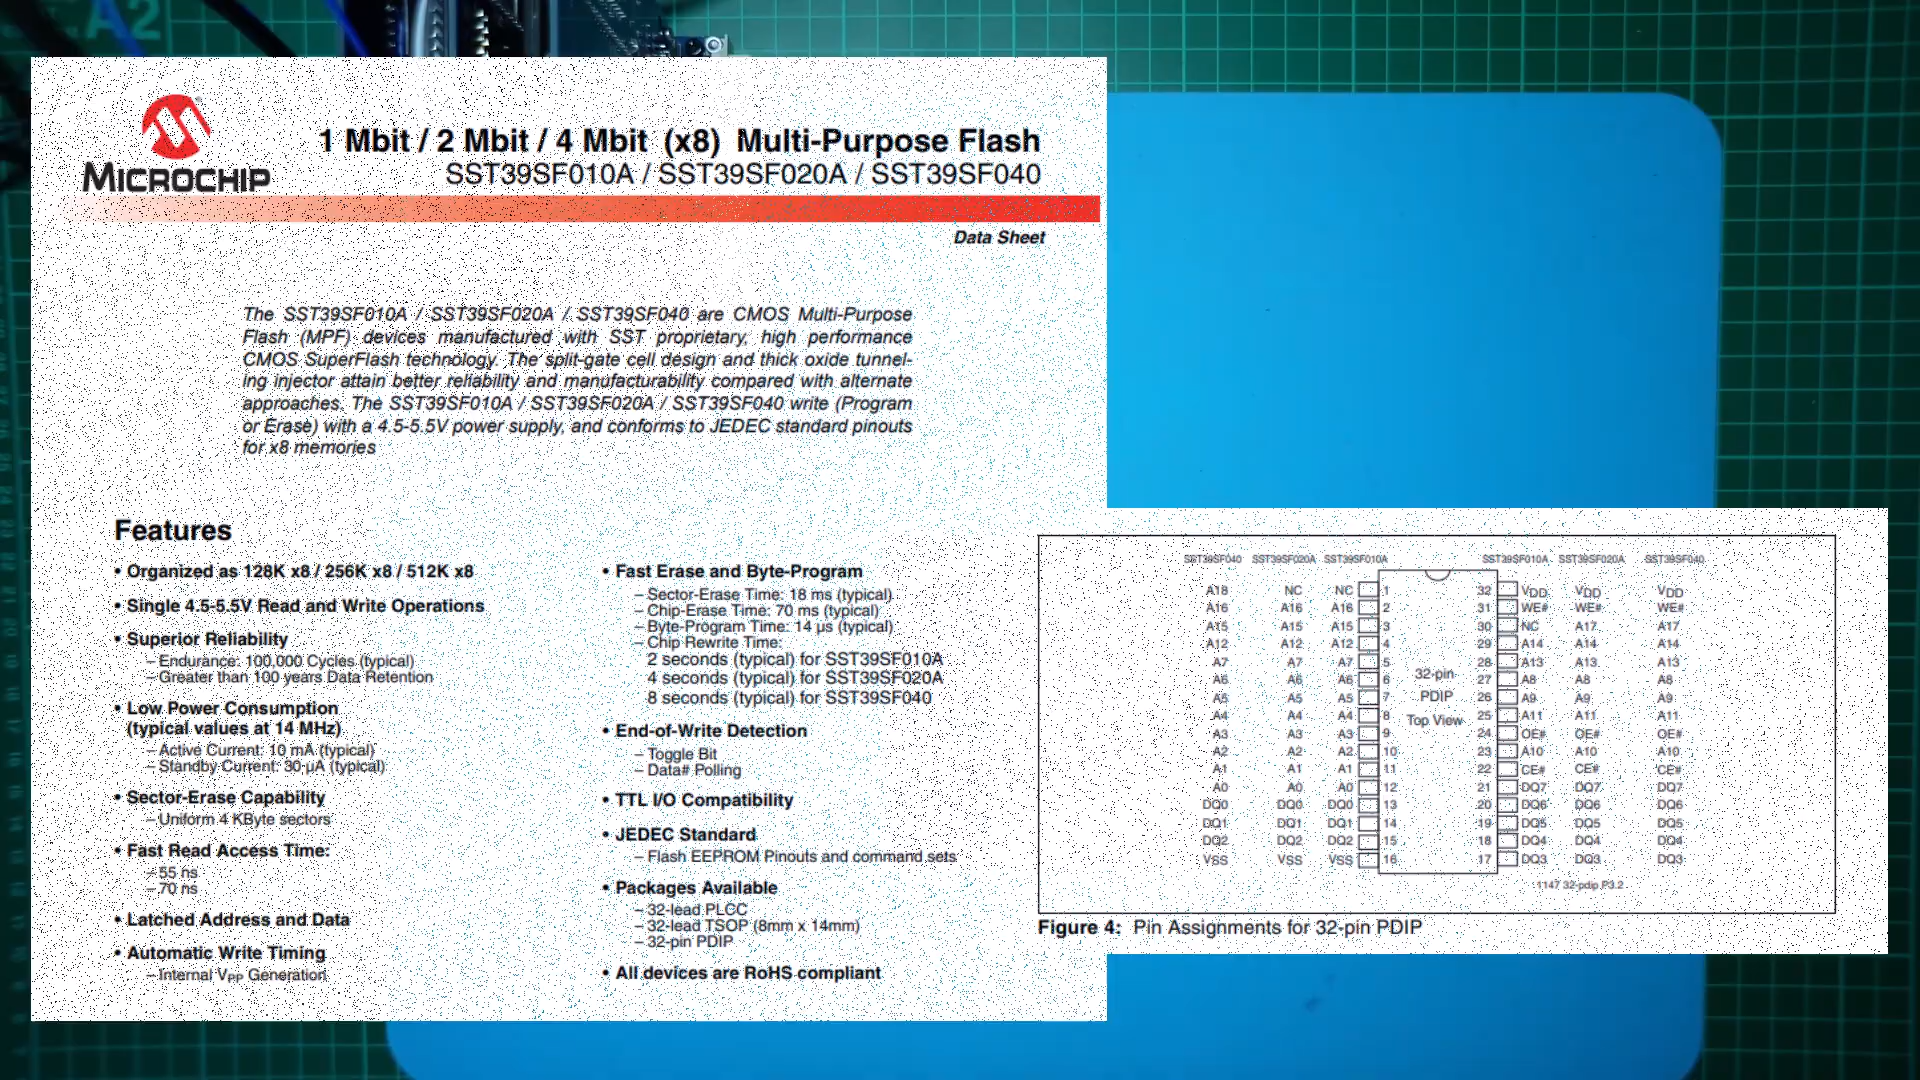 A2
MICROCHIP
1 Mbit / 2 Mbit / 4 Mbit (x8) Multi-Purpose Flash
SST39SF010A / SST39SF020A / SST39SF040
Data Sheet
The SST39SF010A / SST39SF020A / SST39SF040 are CMOS Multi-Purpose
Flash (MPF) devices manufactured with SST proprietary, high performance
CMOS SuperFlash technology. The split-gate cell design and thick oxide tunnel-
ing injector attain better reliability and manufacturability compared with alternate
approaches. The SST39SF010A / SST39SF020A / SST39SF040 write (Program
or Erase) with a 4.5-5.5V power supply, and conforms to JEDEC standard pinouts
for x8 memories
Features
• Organized as 128K x8 / 256K x8 / 512K x8
• Single 4.5-5.5V Read and Write Operations
• Superior Reliability
– Endurance: 100,000 Cycles (typical)
– Greater than 100 years Data Retention
• Low Power Consumption
(typical values at 14 MHz)
– Active Current: 10 mA (typical)
– Standby Current: 30 µA (typical)
• Sector-Erase Capability
– Uniform 4 KByte sectors
• Fast Read Access Time:
– 55 ns
– 70 ns
• Latched Address and Data
• Automatic Write Timing
– Internal VPP Generation
• Fast Erase and Byte-Program
– Sector-Erase Time: 18 ms (typical)
– Chip-Erase Time: 70 ms (typical)
– Byte-Program Time: 14 µs (typical)
– Chip Rewrite Time:
2 seconds (typical) for SST39SF010A
4 seconds (typical) for SST39SF020A
8 seconds (typical) for SST39SF040
• End-of-Write Detection
– Toggle Bit
– Data# Polling
• TTL I/O Compatibility
• JEDEC Standard
– Flash EEPROM Pinouts and command sets
• Packages Available
– 32-lead PLCC
– 32-lead TSOP (8mm x 14mm)
– 32-pin PDIP
• All devices are RoHS compliant
SST39SF040 SST39SF020A SST39SF010A SST39SF010A SST39SF020A SST39SF040
A18 NC NC 1 32 VDD VDD VDD
A16 A16 A16 2 31 WE# WE# WE#
A15 A15 A15 3 30 NC A17 A17
A12 A12 A12 4 29 A14 A14 A14
A7 A7 A7 5 28 A13 A13 A13
A6 A6 A6 6 27 A8 A8 A8
A5 A5 A5 7 26 A9 A9 A9
A4 A4 A4 8 25 A11 A11 A11
A3 A3 A3 9 24 OE# OE# OE#
A2 A2 A2 10 23 A10 A10 A10
A1 A1 A1 11 22 CE# CE# CE#
A0 A0 A0 12 21 DQ7 DQ7 DQ7
DQ0 DQ0 DQ0 13 20 DQ6 DQ6 DQ6
DQ1 DQ1 DQ1 14 19 DQ5 DQ5 DQ5
DQ2 DQ2 DQ2 15 18 DQ4 DQ4 DQ4
VSS VSS VSS 16 17 DQ3 DQ3 DQ3
32-pin
PDIP
Top View
1147 32-pdip P3.2
Figure 4: Pin Assignments for 32-pin PDIP